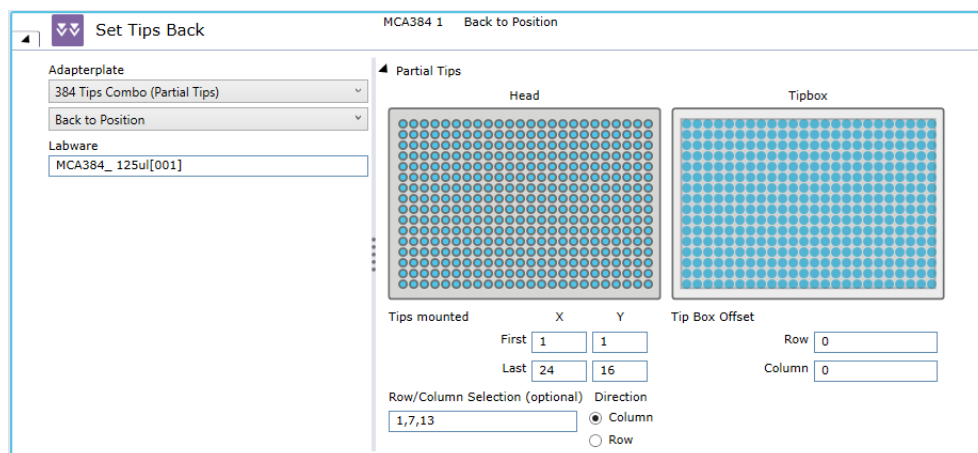 Set Tips Back
MCA384 1 Back to Position
Adapterplate
384 Tips Combo (Partial Tips)
Back to Position
Labware
MCA384_ 125ul[001]
Partial Tips
Head
Tipbox
Tips mounted X Y
First 1 1
Last 24 16
Tip Box Offset
Row 0
Column 0
Row/Column Selection (optional)
1,7,13
Direction
Column
Row